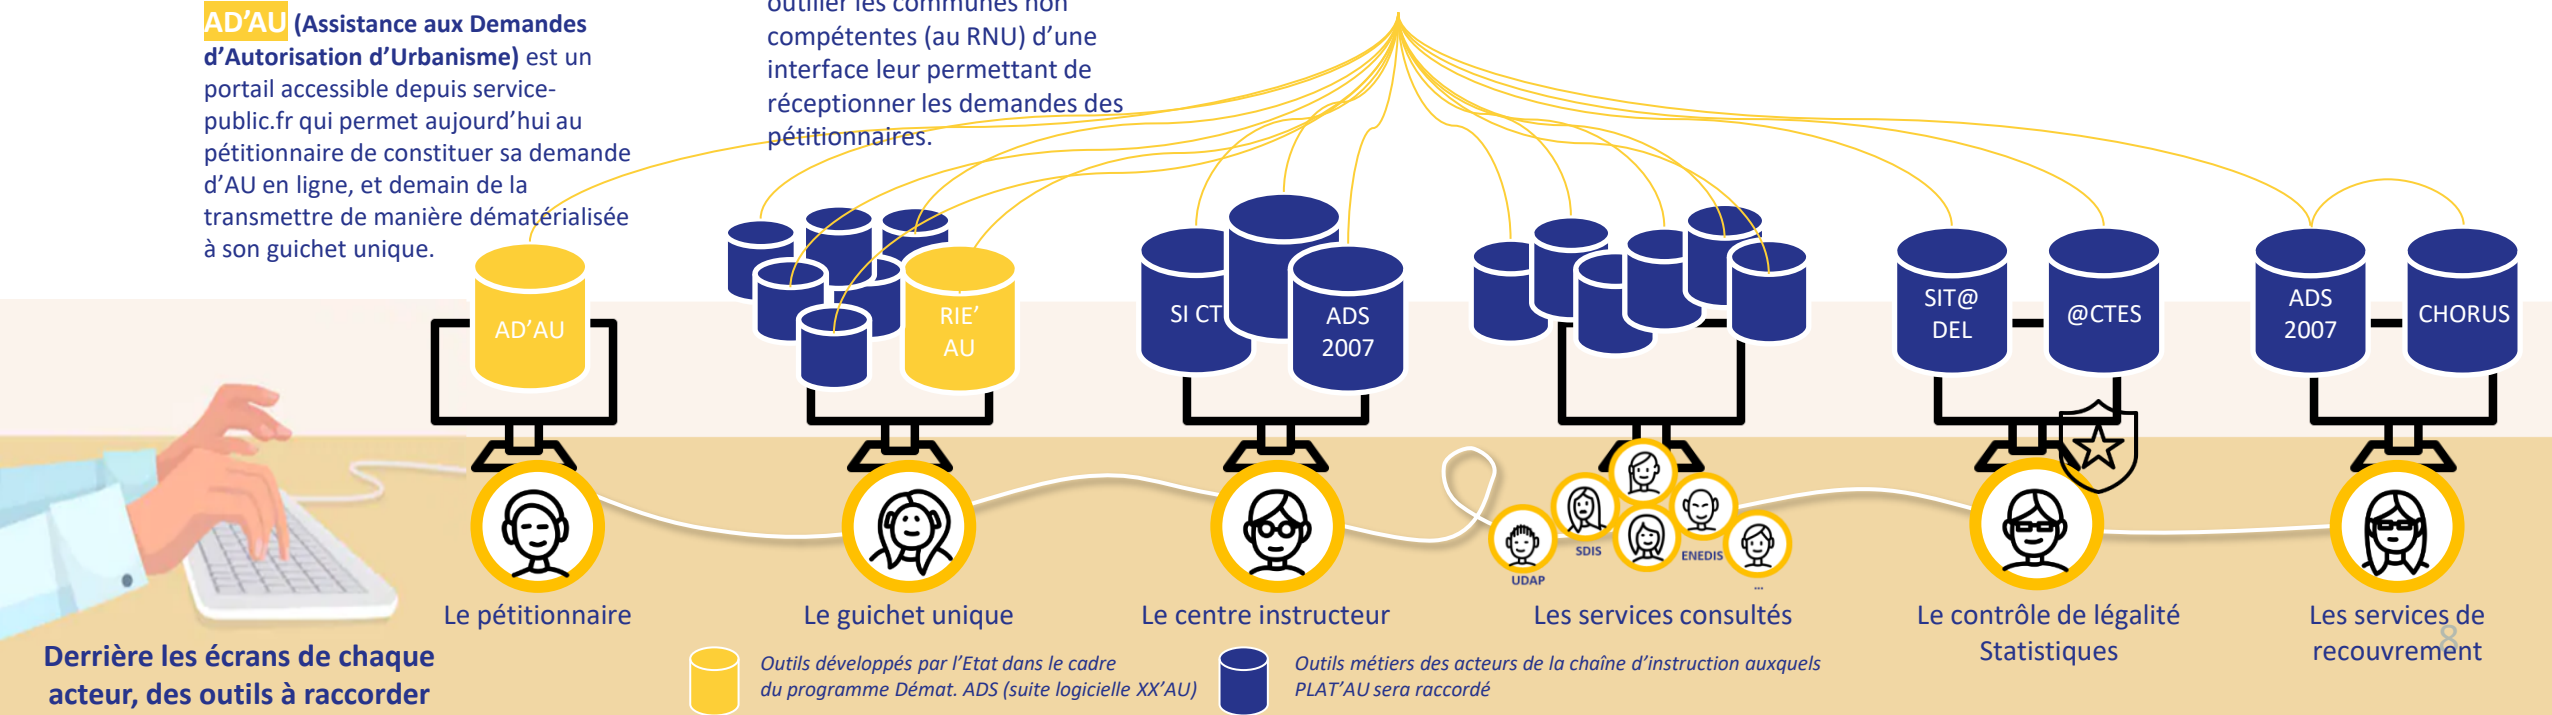 AD’AU (Assistance aux Demandes
d’Autorisation d’Urbanisme) est un
portail accessible depuis service-
public.fr qui permet aujourd’hui au
pétitionnaire de constituer sa demande
d’AU en ligne, et demain de la
transmettre de manière dématérialisée
à son guichet unique.
outiller les communes non
compétentes (au RNU) d’une
interface leur permettant de
réceptionner les demandes des
pétitionnaires.
AD’AU
RIE’
AU
SI CT
ADS
2007
SIT@
DEL
@CTES
ADS
2007
CHORUS
UDAP
SDIS
ENEDIS
...
Le pétitionnaire
Le guichet unique
Le centre instructeur
Les services consultés
Le contrôle de légalité
Statistiques
Les services de
recouvrement
8
Derrière les écrans de chaque
acteur, des outils à raccorder
Outils développés par l’Etat dans le cadre
du programme Démat. ADS (suite logicielle XX’AU)
Outils métiers des acteurs de la chaîne d’instruction auxquels
PLAT’AU sera raccordé